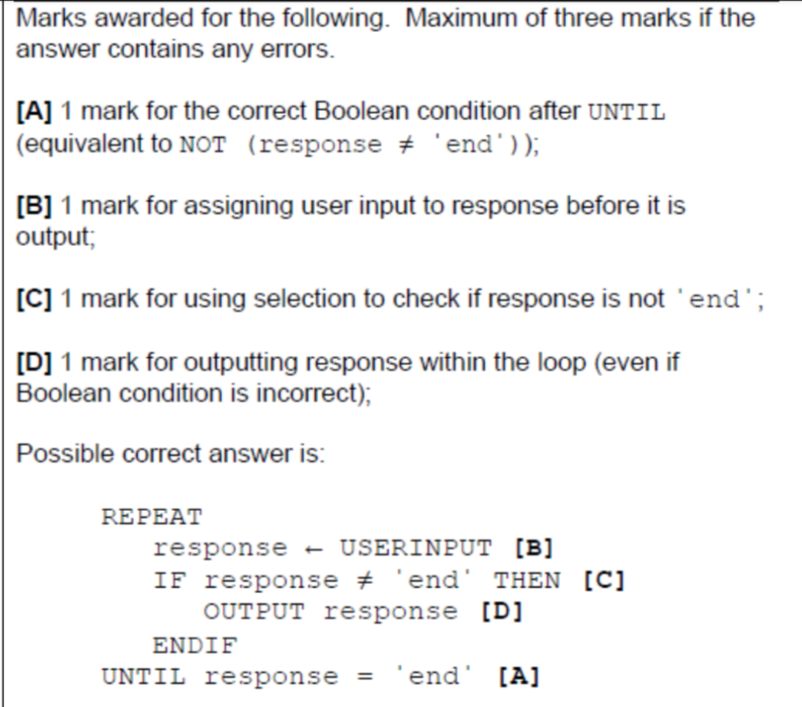 Marks awarded for the following.  Maximum of three marks if the
answer contains any errors.
[A] 1 mark for the correct Boolean condition after UNTIL
(equivalent to NOT (response ≠ 'end'));
[B] 1 mark for assigning user input to response before it is
output;
[C] 1 mark for using selection to check if response is not 'end';
[D] 1 mark for outputting response within the loop (even if
Boolean condition is incorrect);
Possible correct answer is:
REPEAT
response ← USERINPUT [B]
IF response ≠ 'end' THEN [C]
OUTPUT response [D]
ENDIF
UNTIL response = 'end' [A]